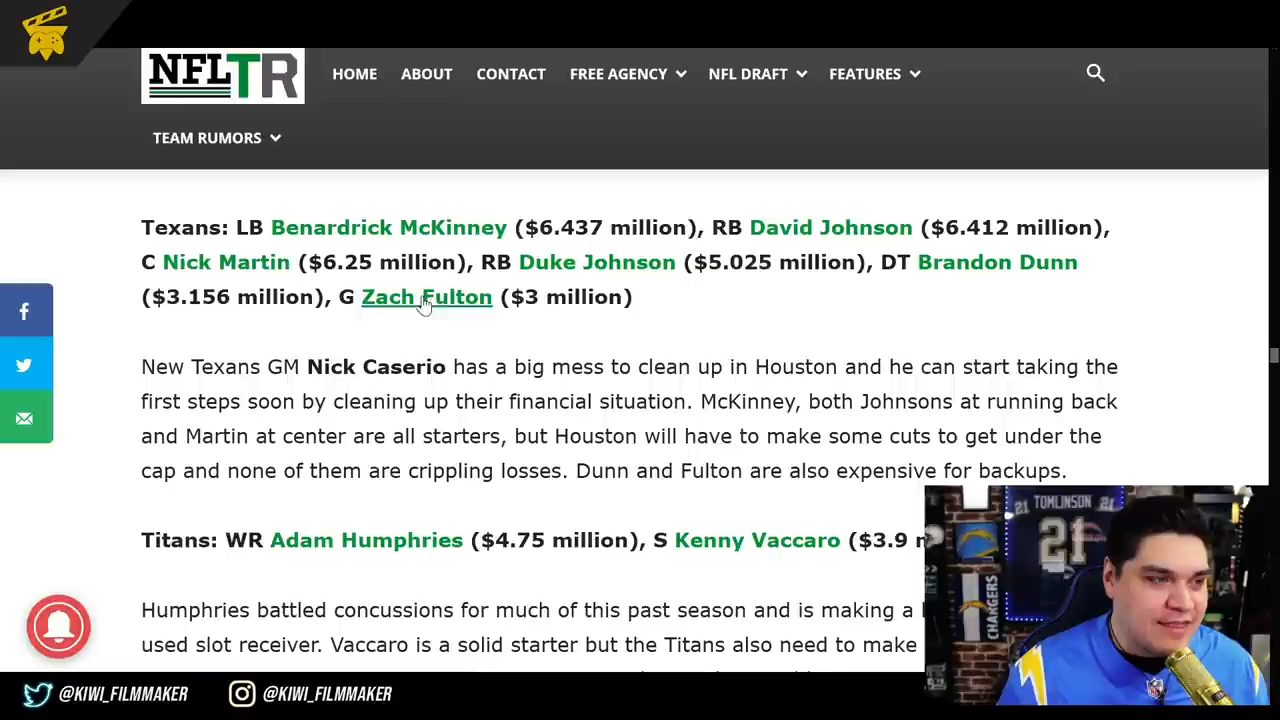 NFLTR
HOME ABOUT CONTACT FREE AGENCY NFL DRAFT FEATURES
TEAM RUMORS
Texans: LB Benardrick McKinney ($6.437 million), RB David Johnson ($6.412 million),
C Nick Martin ($6.25 million), RB Duke Johnson ($5.025 million), DT Brandon Dunn
($3.156 million), G Zach Fulton ($3 million)
New Texans GM Nick Caserio has a big mess to clean up in Houston and he can start taking the
first steps soon by cleaning up their financial situation. McKinney, both Johnsons at running back
and Martin at center are all starters, but Houston will have to make some cuts to get under the
cap and none of them are crippling losses. Dunn and Fulton are also expensive for backups.
21 TOMLINSON 21
21
CHARGERS
Titans: WR Adam Humphries ($4.75 million), S Kenny Vaccaro ($3.9
Humphries battled concussions for much of this past season and is making a
used slot receiver. Vaccaro is a solid starter but the Titans also need to make
@KIWI_FILMMAKER @KIWI_FILMMAKER